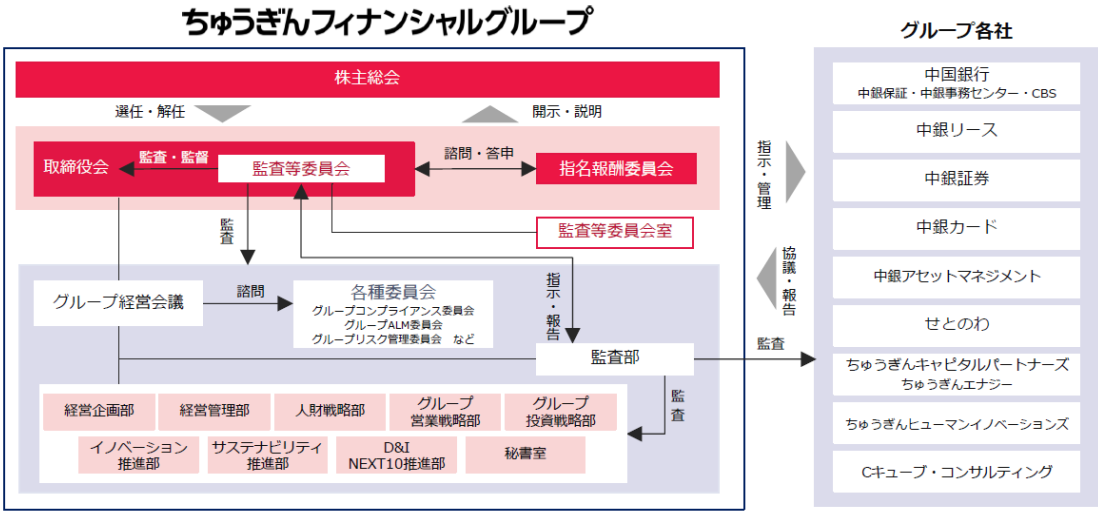 ちゅうぎんフィナンシャルグループ
グループ各社
株主総会
選任・解任
開示・説明
取締役会
監査・監督
監査等委員会
諮問・答申
指名報酬委員会
監査等委員会室
監査
グループ経営会議
諮問
各種委員会
グループコンプライアンス委員会
グループALM委員会
グループリスク管理委員会 など
指示・報告
監査部
監査
監査
経営企画部
経営管理部
人財戦略部
グループ
営業戦略部
グループ
投資戦略部
イノベーション
推進部
サステナビリティ
推進部
D&I
NEXT10推進部
秘書室
指示・管理
協議・報告
中国銀行
中銀保証・中銀事務センター・CBS
中銀リース
中銀証券
中銀カード
中銀アセットマネジメント
せとのわ
ちゅうぎんキャピタルパートナーズ
ちゅうぎんエナジー
ちゅうぎんヒューマンイノベーションズ
Cキューブ・コンサルティング